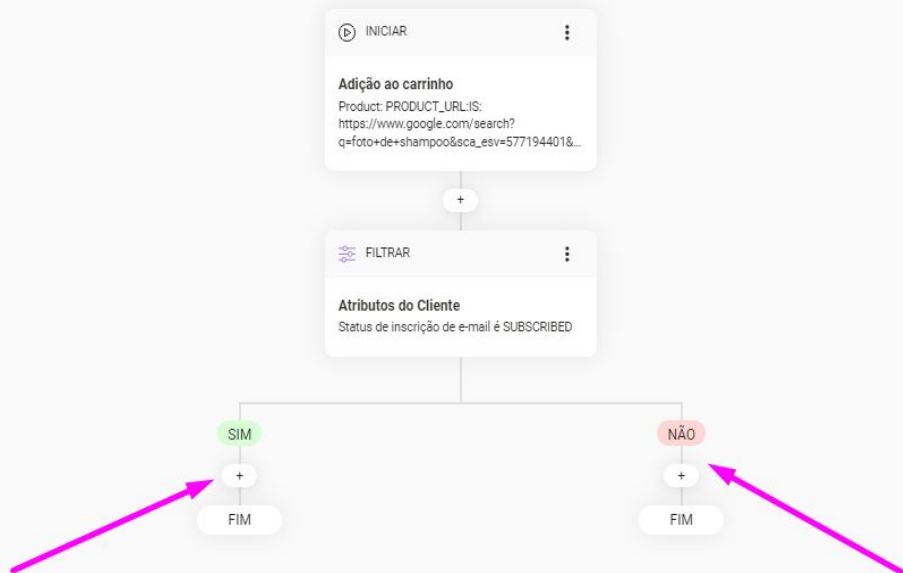 INICIAR
Adição ao carrinho
Product: PRODUCT_URL:IS:
https://www.google.com/search?
q=foto+de+shampoo&sca_esv=577194401&...
+
FILTRAR
Atributos do Cliente
Status de inscrição de e-mail é SUBSCRIBED
SIM
NÃO
+
+
FIM
FIM